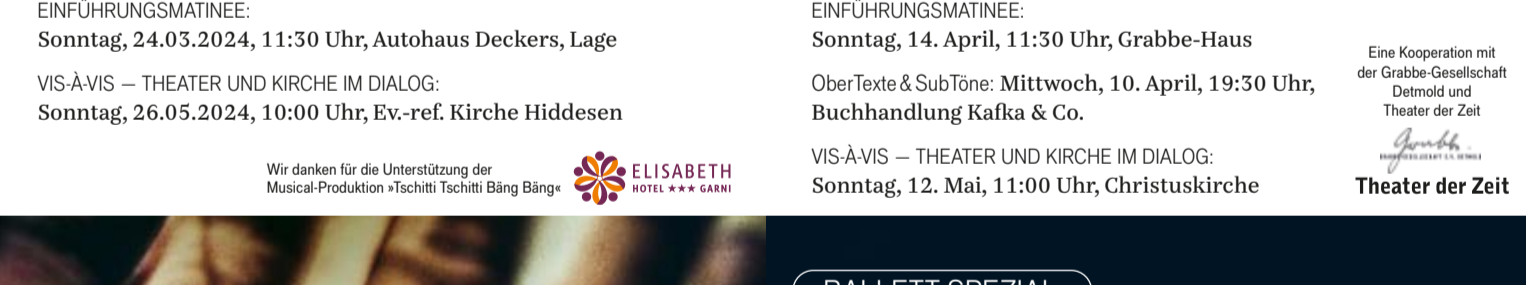 EINFÜHRUNGSMATINEE:
Sonntag, 24.03.2024, 11:30 Uhr, Autohaus Deckers, Lage
VIS-À-VIS — THEATER UND KIRCHE IM DIALOG:
Sonntag, 26.05.2024, 10:00 Uhr, Ev.-ref. Kirche Hiddesen
Wir danken für die Unterstützung der
Musical-Produktion »Tschitti Tschitti Bäng Bäng«
ELISABETH
HOTEL ★★★ GARNI
EINFÜHRUNGSMATINEE:
Sonntag, 14. April, 11:30 Uhr, Grabbe-Haus
OberTexte & SubTöne: Mittwoch, 10. April, 19:30 Uhr,
Buchhandlung Kafka & Co.
VIS-À-VIS — THEATER UND KIRCHE IM DIALOG:
Sonntag, 12. Mai, 11:00 Uhr, Christuskirche
Eine Kooperation mit
der Grabbe-Gesellschaft
Detmold und
Theater der Zeit
Grabbe
Theater der Zeit
BALLETT SPEZIAL